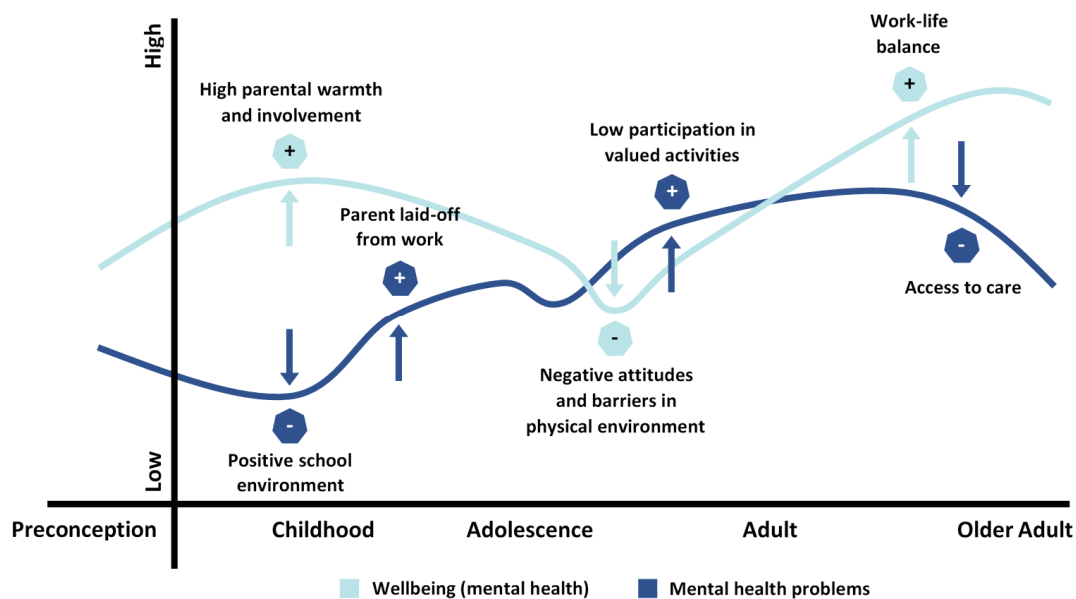 High
Work-life
balance
+
High parental warmth
and involvement
+
Low participation in
valued activities
+
Parent laid-off
from work
+
-
Access to care
-
Negative attitudes
and barriers in
physical environment
-
Positive school
environment
Low
Preconception
Childhood
Adolescence
Adult
Older Adult
Wellbeing (mental health)
Mental health problems